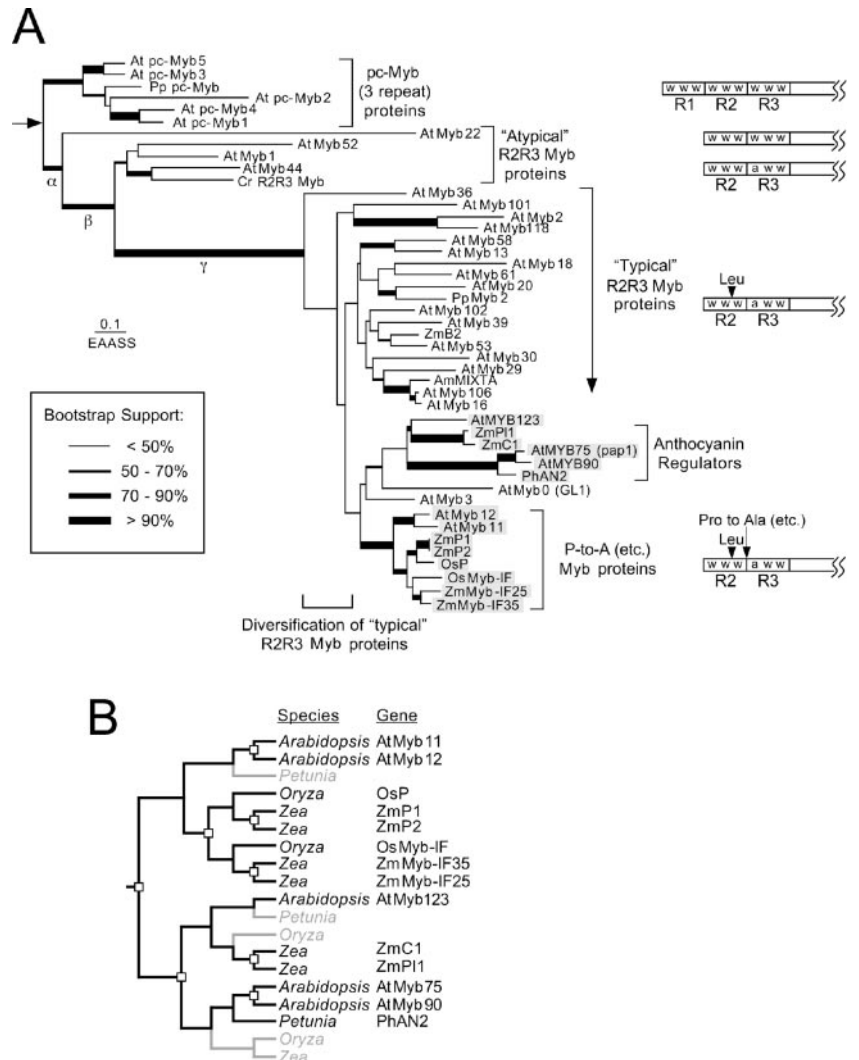 A
At pc-Myb5
At pc-Myb3
Pp pc-Myb
At pc-Myb2
At pc-Myb4
At pc-Myb1
pc-Myb
(3 repeat)
proteins
w w w w w w w w w
R1 R2 R3
At Myb22
At Myb52
At Myb1
At Myb44
Cr R2R3 Myb
"Atypical"
R2R3 Myb
proteins
w w w w w w
w w w a w w
R2 R3
α
β
γ
At Myb36
At Myb101
At Myb2
At Myb118
At Myb58
At Myb13
At Myb18
At Myb61
At Myb20
Pp Myb2
At Myb102
At Myb39
ZmB2
At Myb53
At Myb30
At Myb29
AmMIXTA
At Myb106
At Myb16
"Typical"
R2R3 Myb
proteins
Leu
w w w a w w
R2 R3
0.1
EAASS
Bootstrap Support:
< 50%
50 - 70%
70 - 90%
> 90%
AtMYB123
ZmPl1
ZmC1
AtMYB75 (pap1)
AtMYB90
PhAN2
Anthocyanin
Regulators
At Myb0 (GL1)
At Myb3
At Myb12
At Myb11
ZmP1
ZmP2
OsP
OsMyb-IF
ZmMyb-IF25
ZmMyb-IF35
P-to-A (etc.)
Myb proteins
Pro to Ala (etc.)
Leu
w w w a w w
R2 R3
Diversification of "typical"
R2R3 Myb proteins
B
Species Gene
Arabidopsis AtMyb11
Arabidopsis AtMyb12
Petunia
Oryza OsP
Zea ZmP1
Zea ZmP2
Oryza OsMyb-IF
Zea ZmMyb-IF35
Zea ZmMyb-IF25
Arabidopsis AtMyb123
Petunia
Oryza
Zea ZmC1
Zea ZmPl1
Arabidopsis AtMyb75
Arabidopsis AtMyb90
Petunia PhAN2
Oryza
Zea